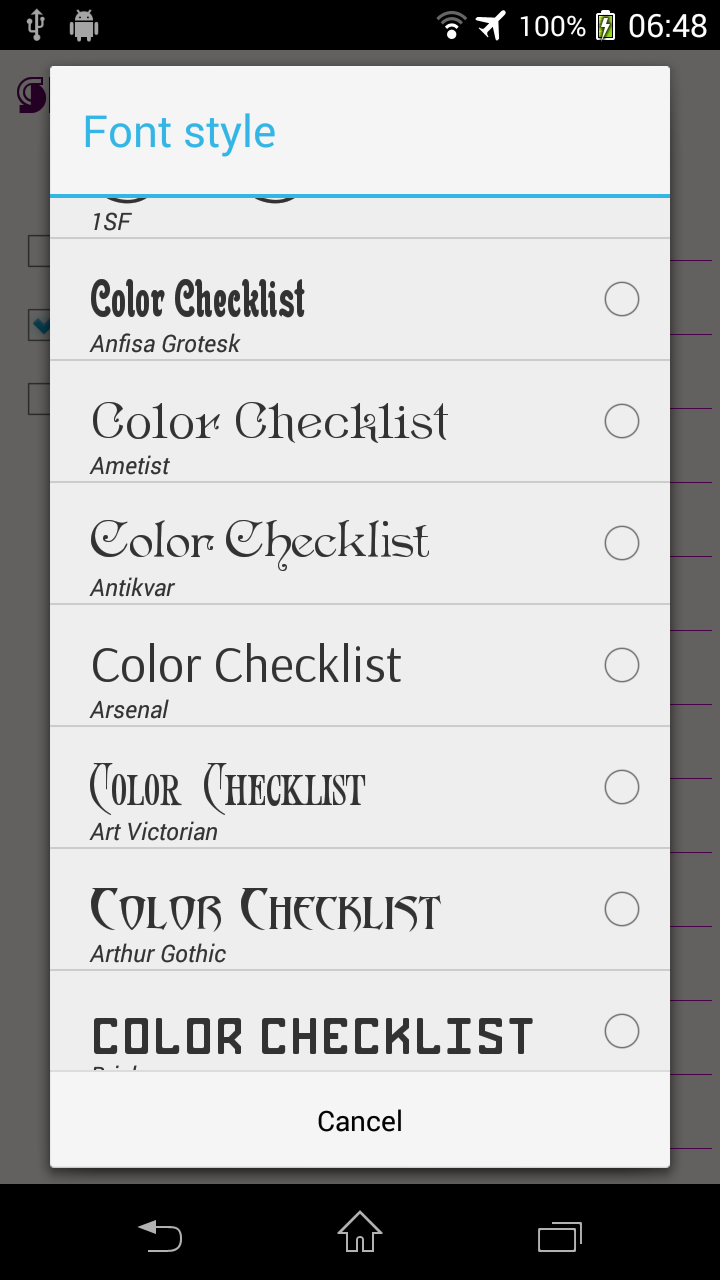 100% 06:48
Font style
1SF
Color Checklist
Anfisa Grotesk
Color Checklist
Ametist
Color Checklist
Antikvar
Color Checklist
Arsenal
Color Checklist
Art Victorian
Color Checklist
Arthur Gothic
COLOR CHECKLIST
Cancel